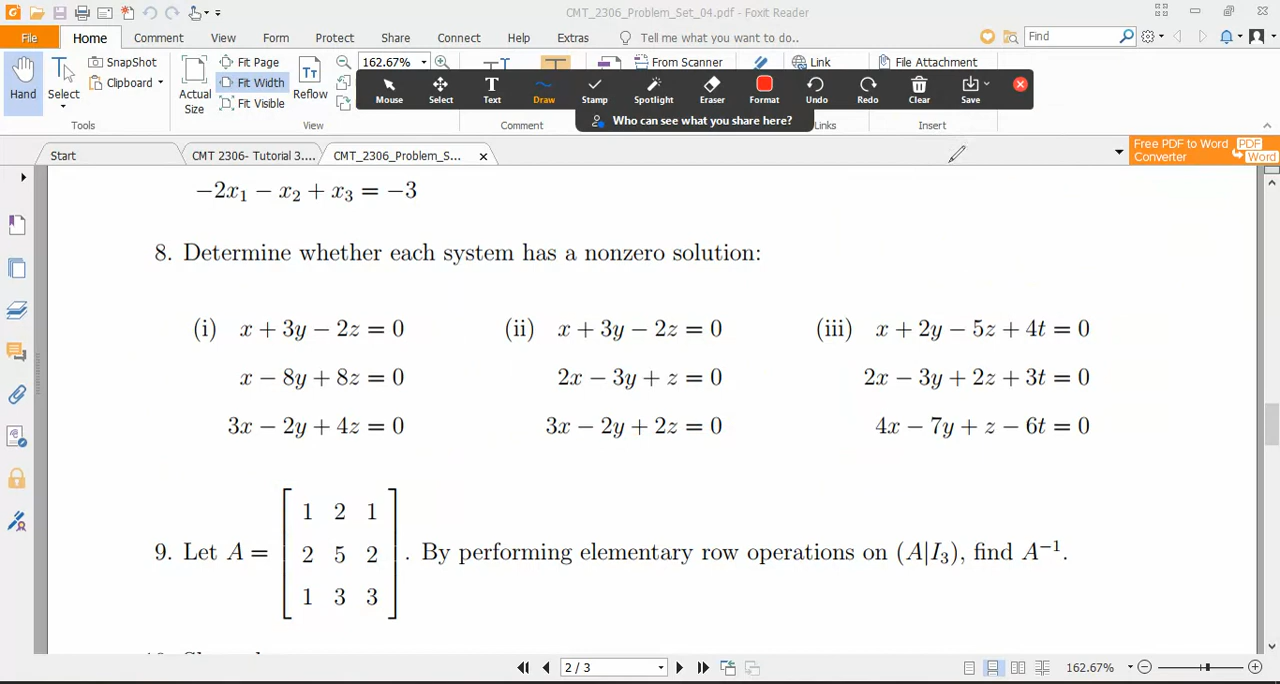 CMT_2306_Problem_Set_04.pdf - Foxit Reader
File Home Comment View Form Protect Share Connect Help Extras Tell me what you want to do.. Find
Hand Select SnapShot Clipboard Actual Size Fit Page Fit Width Fit Visible Reflow 162.67% From Scanner Link File Attachment
Mouse Select Text Draw Stamp Spotlight Eraser Format Undo Redo Clear Save
Who can see what you share here?
Tools View Comment Links Insert
Start CMT 2306- Tutorial 3.... CMT_2306_Problem_S...
Free PDF to Word Converter PDF Word
−2x₁ − x₂ + x₃ = −3
8. Determine whether each system has a nonzero solution:
(i) x + 3y − 2z = 0 (ii) x + 3y − 2z = 0 (iii) x + 2y − 5z + 4t = 0
x − 8y + 8z = 0 2x − 3y + z = 0 2x − 3y + 2z + 3t = 0
3x − 2y + 4z = 0 3x − 2y + 2z = 0 4x − 7y + z − 6t = 0
1 2 1
9. Let A = 2 5 2 . By performing elementary row operations on (A|I₃), find A⁻¹.
1 3 3
2 / 3 162.67%